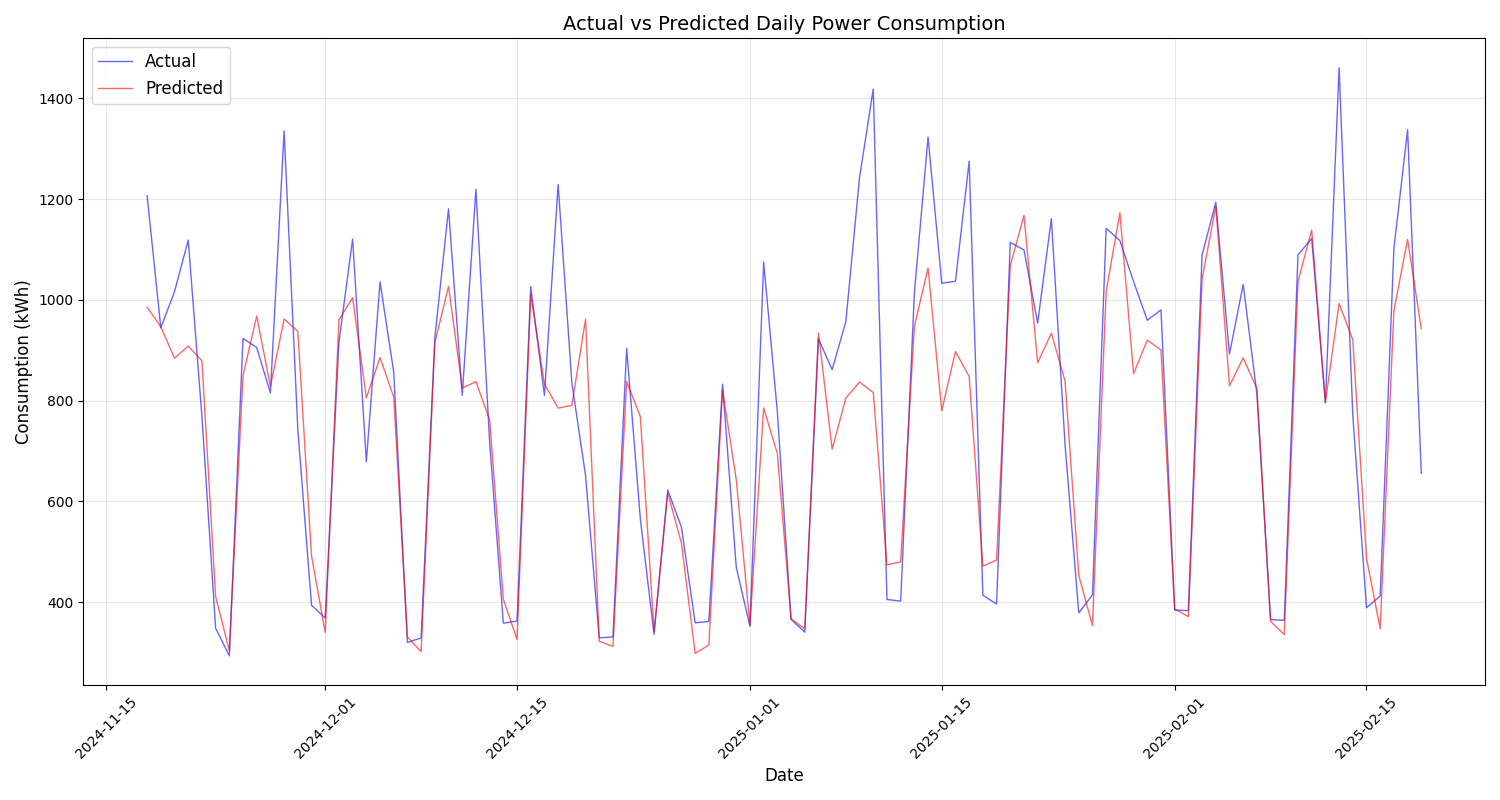 Actual vs Predicted Daily Power Consumption
Actual
Predicted
Consumption (kWh)
1400
1200
1000
800
600
400
2024-11-15
2024-12-01
2024-12-15
2025-01-01
2025-01-15
2025-02-01
2025-02-15
Date